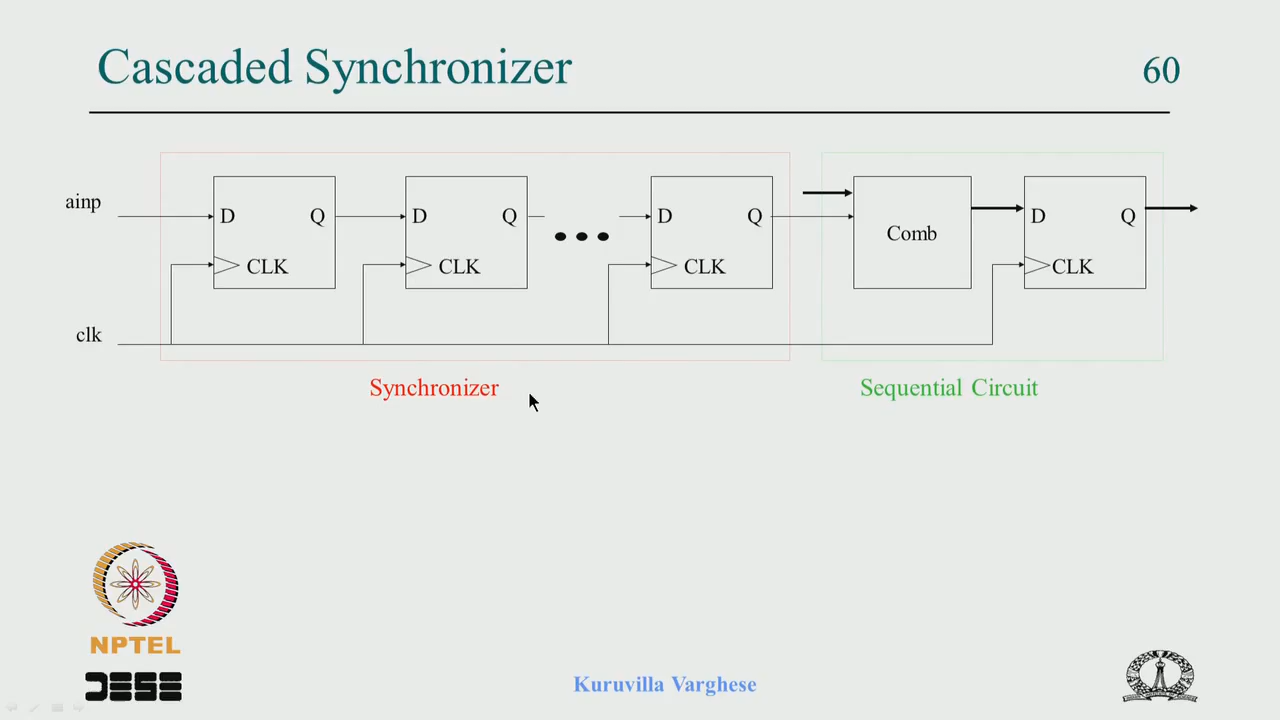 Cascaded Synchronizer
60
ainp
D Q
D Q
D Q
Comb
D Q
CLK
CLK
CLK
CLK
clk
Synchronizer
Sequential Circuit
NPTEL
DESE
Kuruvilla Varghese